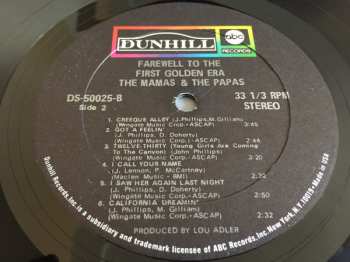 DUNHILL
abc
RECORDS
FAREWELL TO THE
FIRST GOLDEN ERA
THE MAMAS & THE PAPAS
DS-50025-B
Side 2
33 1/3 RPM
STEREO
1. CREEQUE ALLEY (J.Phillips,M.Gilliam)
(Wingate Music Corp.-ASCAP) 3:45
2. GOT A FEELIN'
(J. Phillips, D. Doherty)
(Wingate Music Corp.-ASCAP) 2:44
3. TWELVE-THIRTY (Young Girls Are Coming
To The Canyon) (John Phillips)
(Wingate Music Corp.-ASCAP) 3:20
4. I CALL YOUR NAME
(J. Lennon, P. McCartney)
(Maclen Music - BMI) 2:32
5. I SAW HER AGAIN LAST NIGHT
(J. Phillips, D. Doherty)
(Wingate Music Corp.-ASCAP) 2:50
6. CALIFORNIA DREAMIN'
(J. Phillips, M. Gilliam)
(Wingate Music Corp.-ASCAP) 2:32
PRODUCED BY LOU ADLER
Dunhill Records,Inc. is a subsidiary and trademark licensee of ABC Records,Inc.New York, N.Y. 10019 • MADE IN USA